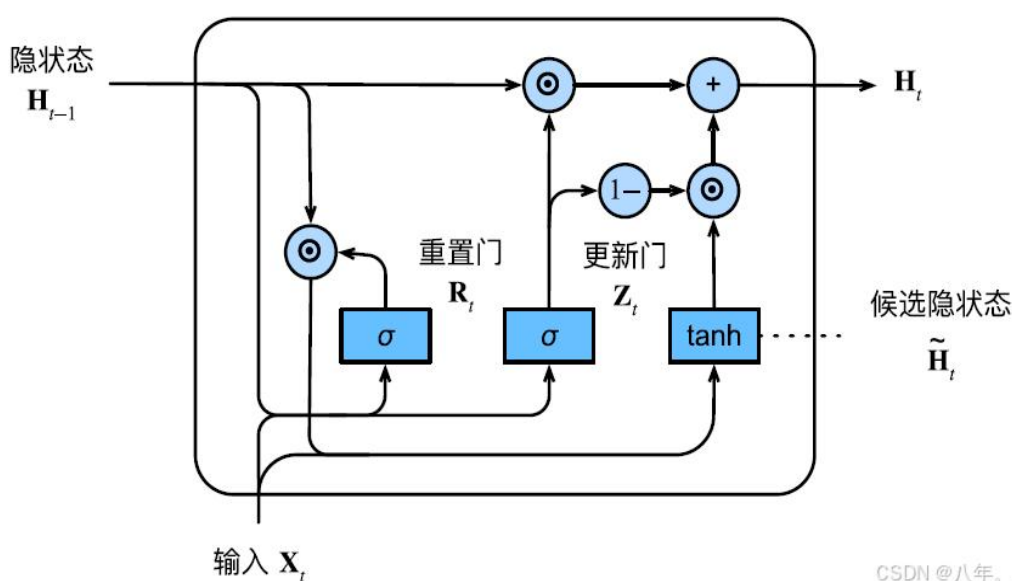 隐状态
H_{t−1}
⊙
+
H_t
1−
⊙
⊙
重置门
R_t
更新门
Z_t
候选隐状态
H̃_t
σ
σ
tanh
输入 X_t
CSDN @八年。